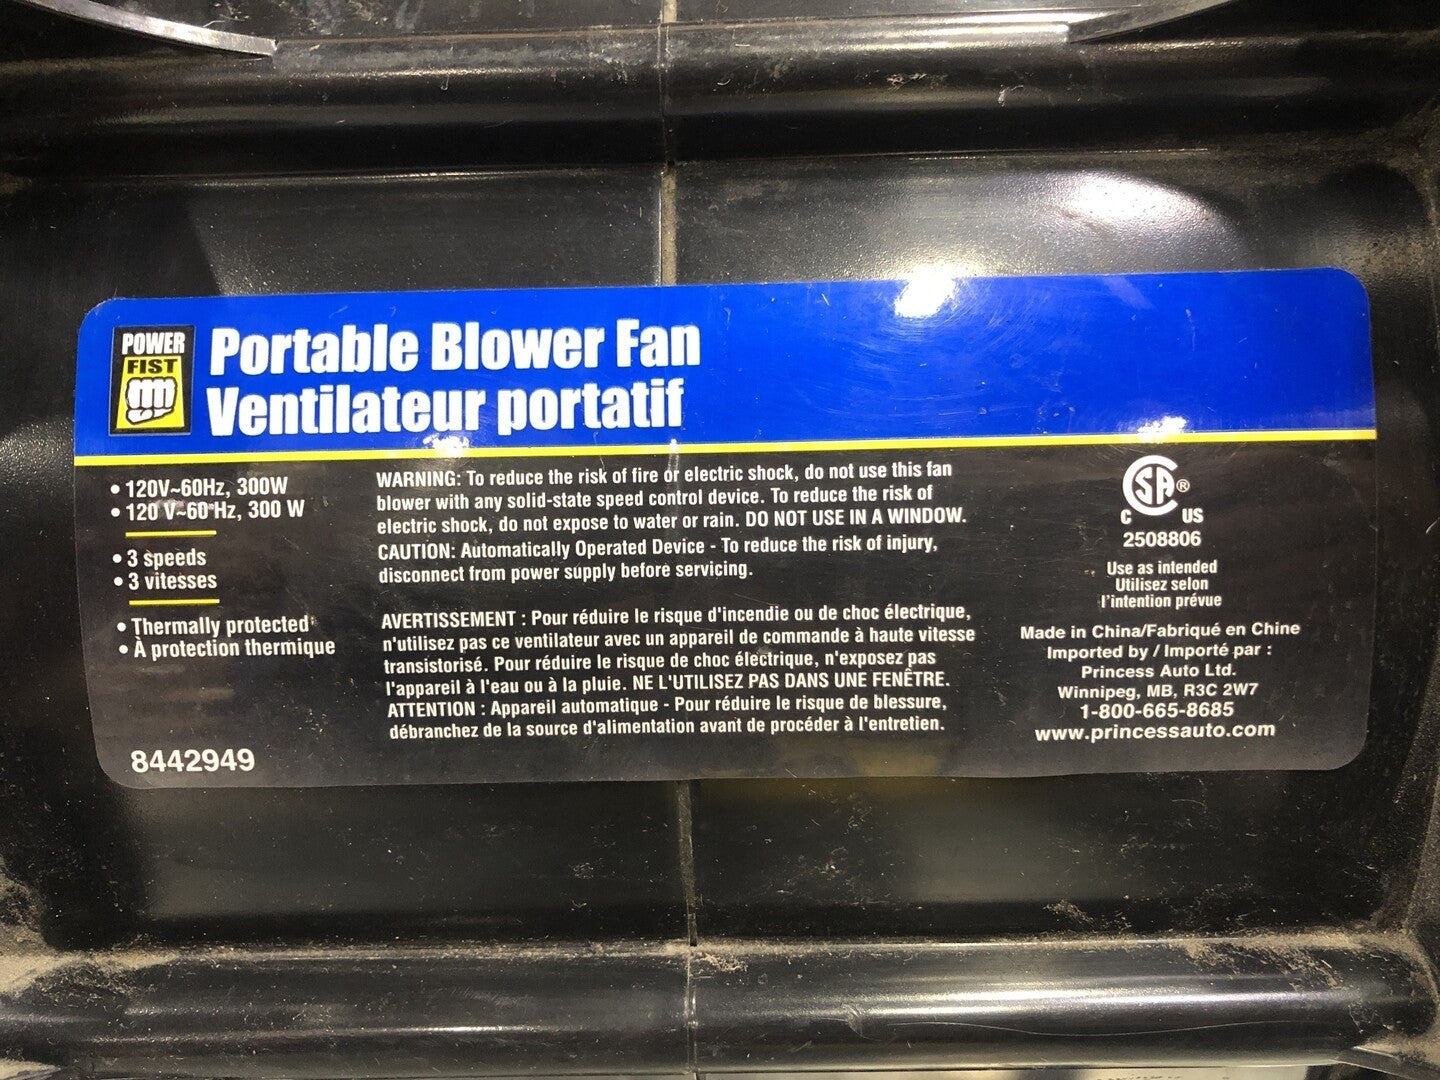 POWER
FIST
Portable Blower Fan
Ventilateur portatif
• 120V~60Hz, 300W
• 120 V~60 Hz, 300 W
• 3 speeds
• 3 vitesses
• Thermally protected
• À protection thermique
8442949
WARNING: To reduce the risk of fire or electric shock, do not use this fan
blower with any solid-state speed control device. To reduce the risk of
electric shock, do not expose to water or rain. DO NOT USE IN A WINDOW.
CAUTION: Automatically Operated Device - To reduce the risk of injury,
disconnect from power supply before servicing.
AVERTISSEMENT : Pour réduire le risque d'incendie ou de choc électrique,
n'utilisez pas ce ventilateur avec un appareil de commande à haute vitesse
transistorisé. Pour réduire le risque de choc électrique, n'exposez pas
l'appareil à l'eau ou à la pluie. NE L'UTILISEZ PAS DANS UNE FENÊTRE.
ATTENTION : Appareil automatique - Pour réduire le risque de blessure,
débranchez de la source d'alimentation avant de procéder à l'entretien.
CSA®
C US
2508806
Use as intended
Utilisez selon
l'intention prévue
Made in China/Fabriqué en Chine
Imported by / Importé par :
Princess Auto Ltd.
Winnipeg, MB, R3C 2W7
1-800-665-8685
www.princessauto.com